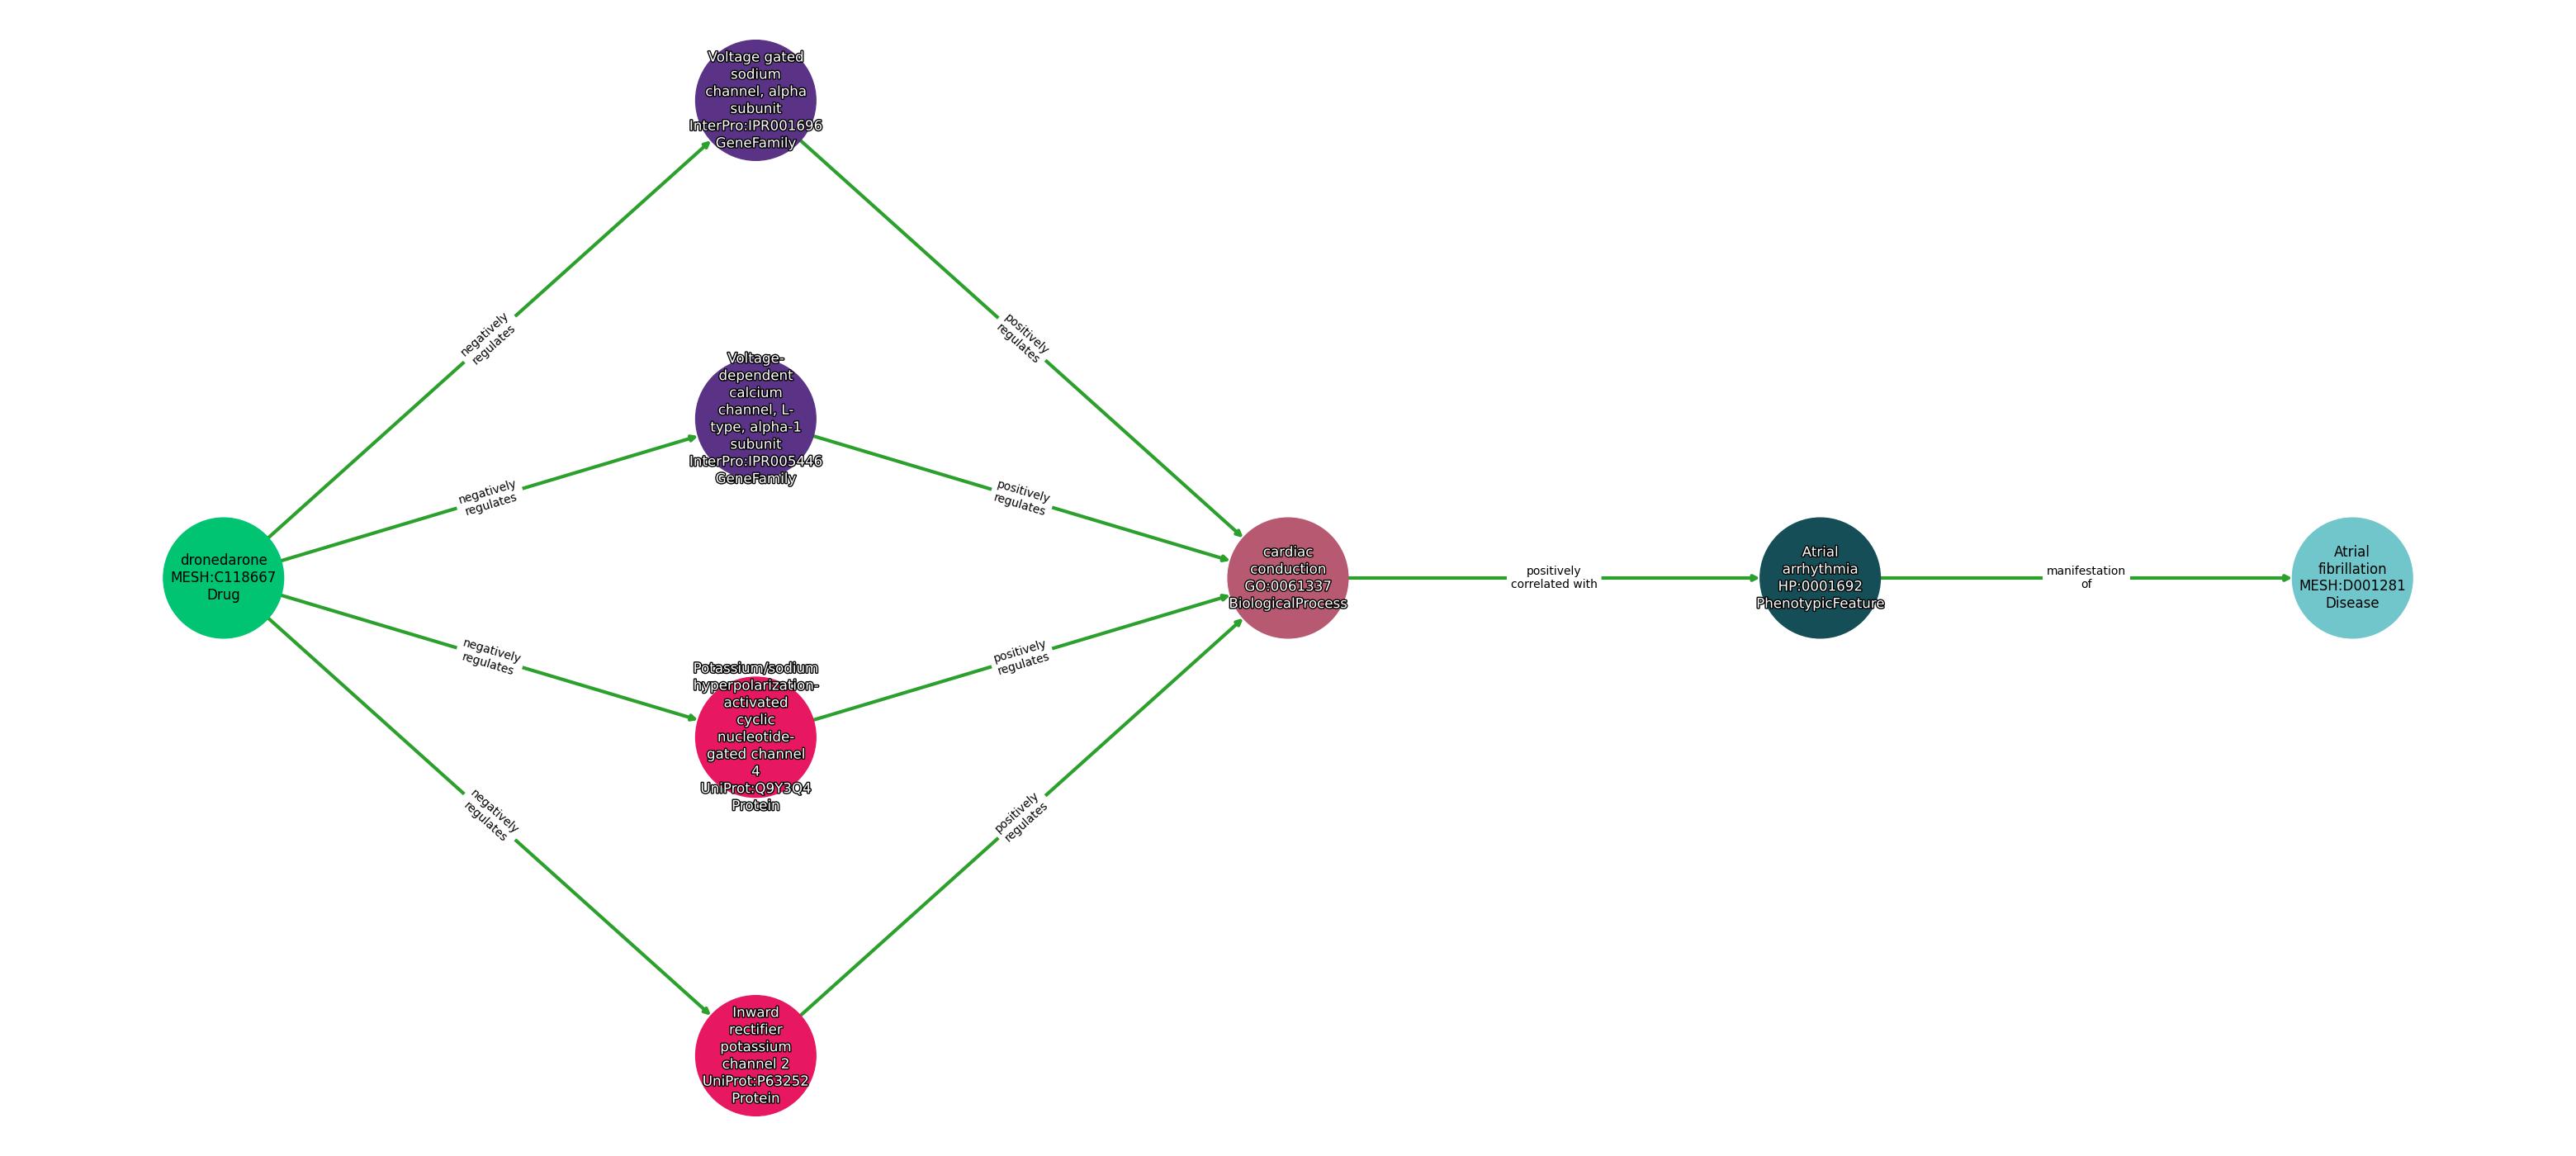 Voltage gated
sodium
channel, alpha
subunit
InterPro:IPR001696
GeneFamily
negatively
regulates
positively
regulates
Voltage-
dependent
calcium
channel, L-
type, alpha-1
subunit
InterPro:IPR005446
GeneFamily
negatively
regulates
positively
regulates
dronedarone
MESH:C118667
Drug
cardiac
conduction
GO:0061337
BiologicalProcess
positively
correlated with
Atrial
arrhythmia
HP:0001692
PhenotypicFeature
manifestation
of
Atrial
fibrillation
MESH:D001281
Disease
negatively
regulates
positively
regulates
Potassium/sodium
hyperpolarization-
activated
cyclic
nucleotide-
gated channel
4
UniProt:Q9Y3Q4
Protein
negatively
regulates
positively
regulates
Inward
rectifier
potassium
channel 2
UniProt:P63252
Protein